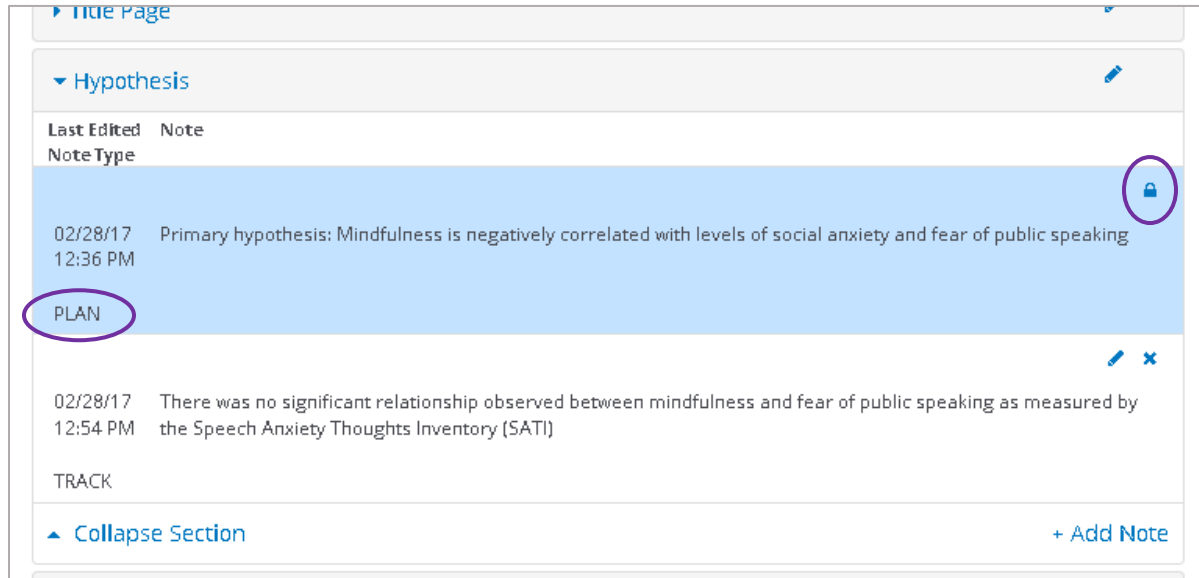 Title Page
Hypothesis
Last Edited Note
Note Type
02/28/17 Primary hypothesis: Mindfulness is negatively correlated with levels of social anxiety and fear of public speaking
12:36 PM
PLAN
02/28/17 There was no significant relationship observed between mindfulness and fear of public speaking as measured by
12:54 PM the Speech Anxiety Thoughts Inventory (SATI)
TRACK
Collapse Section + Add Note